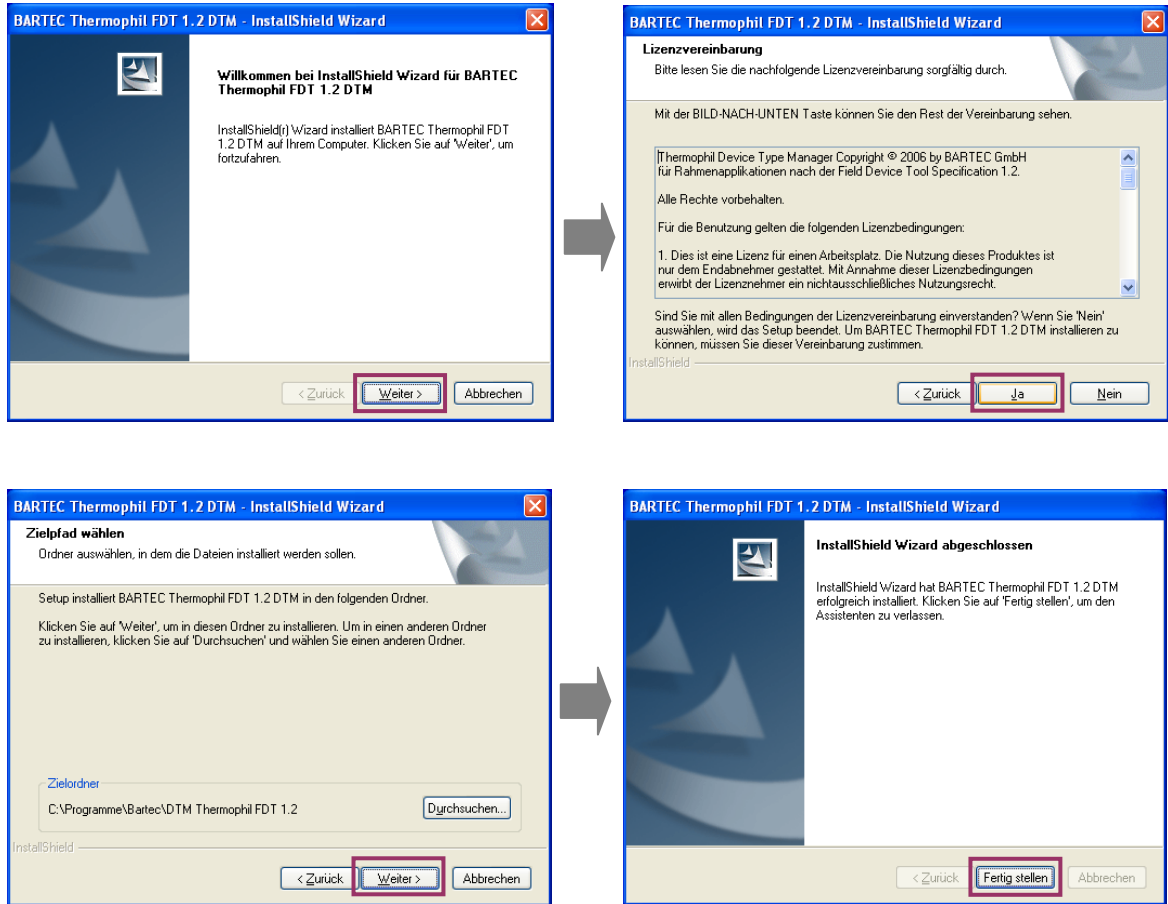 BARTEC Thermophil FDT 1.2 DTM - InstallShield Wizard
Willkommen bei InstallShield Wizard für BARTEC
Thermophil FDT 1.2 DTM
InstallShield(r) Wizard installiert BARTEC Thermophil FDT
1.2 DTM auf Ihrem Computer. Klicken Sie auf 'Weiter', um
fortzufahren.
< Zurück
Weiter >
Abbrechen
BARTEC Thermophil FDT 1.2 DTM - InstallShield Wizard
Lizenzvereinbarung
Bitte lesen Sie die nachfolgende Lizenzvereinbarung sorgfältig durch.
Mit der BILD-NACH-UNTEN Taste können Sie den Rest der Vereinbarung sehen.
Thermophil Device Type Manager Copyright © 2006 by BARTEC GmbH
für Rahmenapplikationen nach der Field Device Tool Specification 1.2.
Alle Rechte vorbehalten.
Für die Benutzung gelten die folgenden Lizenzbedingungen:
1. Dies ist eine Lizenz für einen Arbeitsplatz. Die Nutzung dieses Produktes ist
nur dem Endabnehmer gestattet. Mit Annahme dieser Lizenzbedingungen
erwirbt der Lizenznehmer ein nichtausschließliches Nutzungsrecht.
Sind Sie mit allen Bedingungen der Lizenzvereinbarung einverstanden? Wenn Sie 'Nein'
auswählen, wird das Setup beendet. Um BARTEC Thermophil FDT 1.2 DTM installieren zu
können, müssen Sie dieser Vereinbarung zustimmen.
InstallShield
< Zurück
Ja
Nein
BARTEC Thermophil FDT 1.2 DTM - InstallShield Wizard
Zielpfad wählen
Ordner auswählen, in dem die Dateien installiert werden sollen.
Setup installiert BARTEC Thermophil FDT 1.2 DTM in den folgenden Ordner.
Klicken Sie auf 'Weiter', um in diesen Ordner zu installieren. Um in einen anderen Ordner
zu installieren, klicken Sie auf 'Durchsuchen' und wählen Sie einen anderen Ordner.
Zielordner
C:\Programme\Bartec\DTM Thermophil FDT 1.2
Durchsuchen...
InstallShield
< Zurück
Weiter >
Abbrechen
BARTEC Thermophil FDT 1.2 DTM - InstallShield Wizard
InstallShield Wizard abgeschlossen
InstallShield Wizard hat BARTEC Thermophil FDT 1.2 DTM
erfolgreich installiert. Klicken Sie auf 'Fertig stellen', um den
Assistenten zu verlassen.
< Zurück
Fertig stellen
Abbrechen